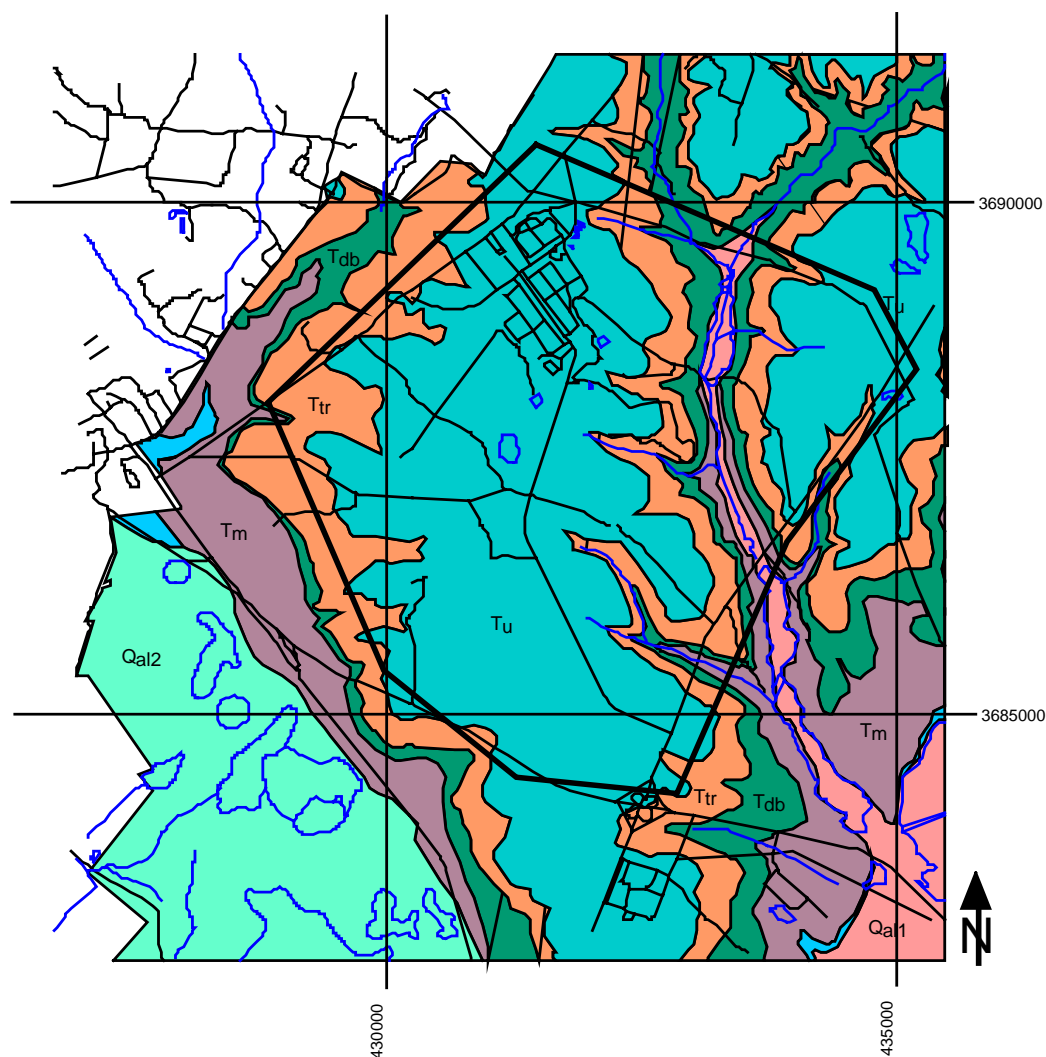 3690000
Tdb
Tu
Ttr
Tm
Tu
Qal2
3685000
Tm
Ttr
Tdb
Qal1
N
430000
435000